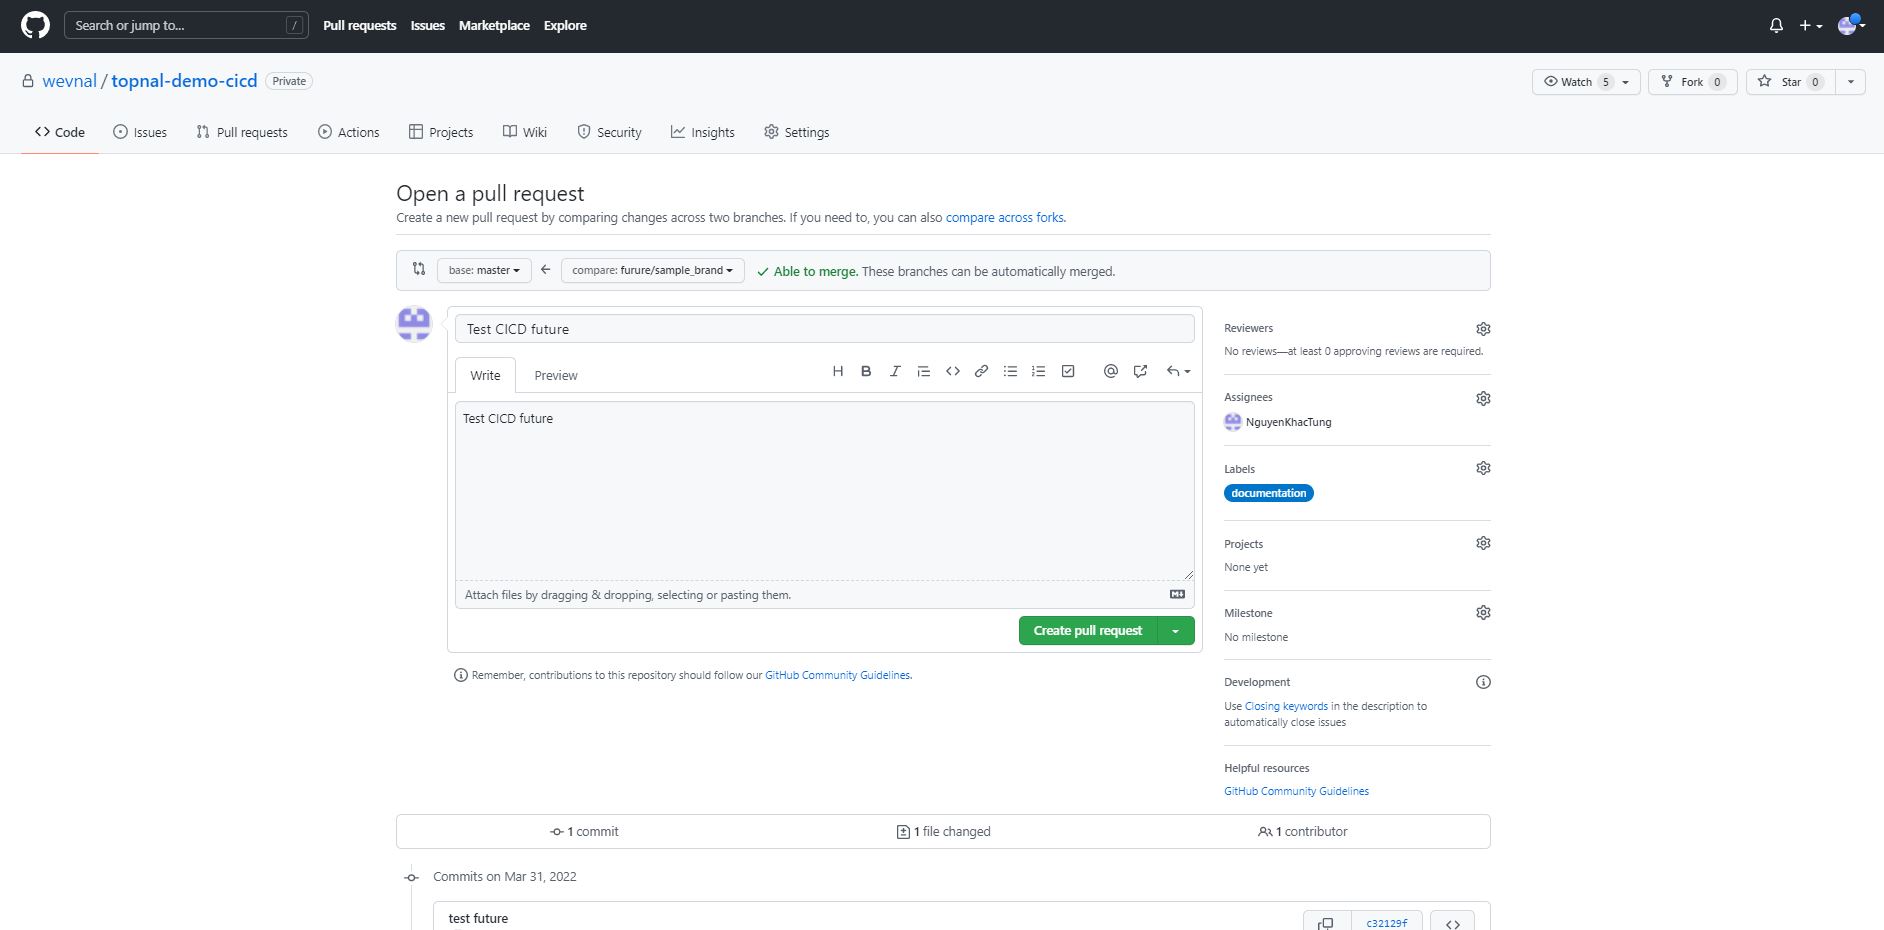 Search or jump to... /
Pull requests Issues Marketplace Explore
wevnal / topnal-demo-cicd Private
Watch 5 Fork 0 Star 0
Code Issues Pull requests Actions Projects Wiki Security Insights Settings
Open a pull request
Create a new pull request by comparing changes across two branches. If you need to, you can also compare across forks.
base: master compare: furure/sample_brand Able to merge. These branches can be automatically merged.
Test CICD future
Write Preview
Test CICD future
Attach files by dragging & dropping, selecting or pasting them.
Create pull request
Remember, contributions to this repository should follow our GitHub Community Guidelines.
Reviewers
No reviews—at least 0 approving reviews are required.
Assignees
NguyenKhacTung
Labels
documentation
Projects
None yet
Milestone
No milestone
Development
Use Closing keywords in the description to
automatically close issues
Helpful resources
GitHub Community Guidelines
1 commit 1 file changed 1 contributor
Commits on Mar 31, 2022
test future
c32129f